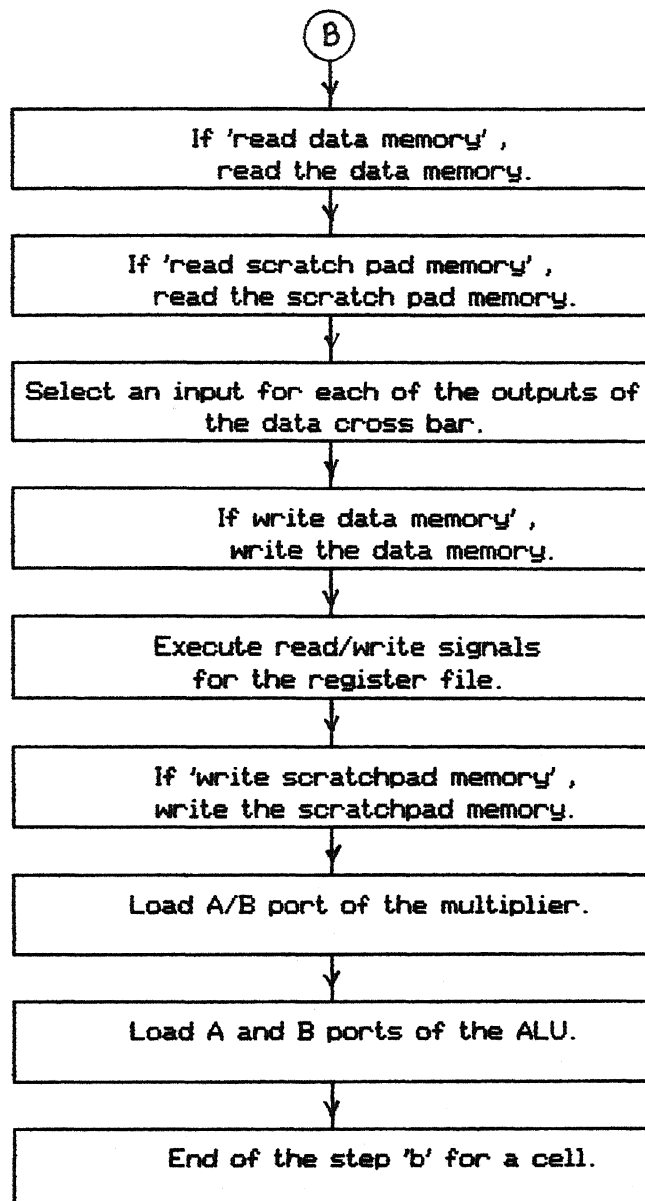 B
If 'read data memory' ,
read the data memory.
If 'read scratch pad memory' ,
read the scratch pad memory.
Select an input for each of the outputs of
the data cross bar.
If write data memory' ,
write the data memory.
Execute read/write signals
for the register file.
If 'write scratchpad memory' ,
write the scratchpad memory.
Load A/B port of the multiplier.
Load A and B ports of the ALU.
End of the step 'b' for a cell.